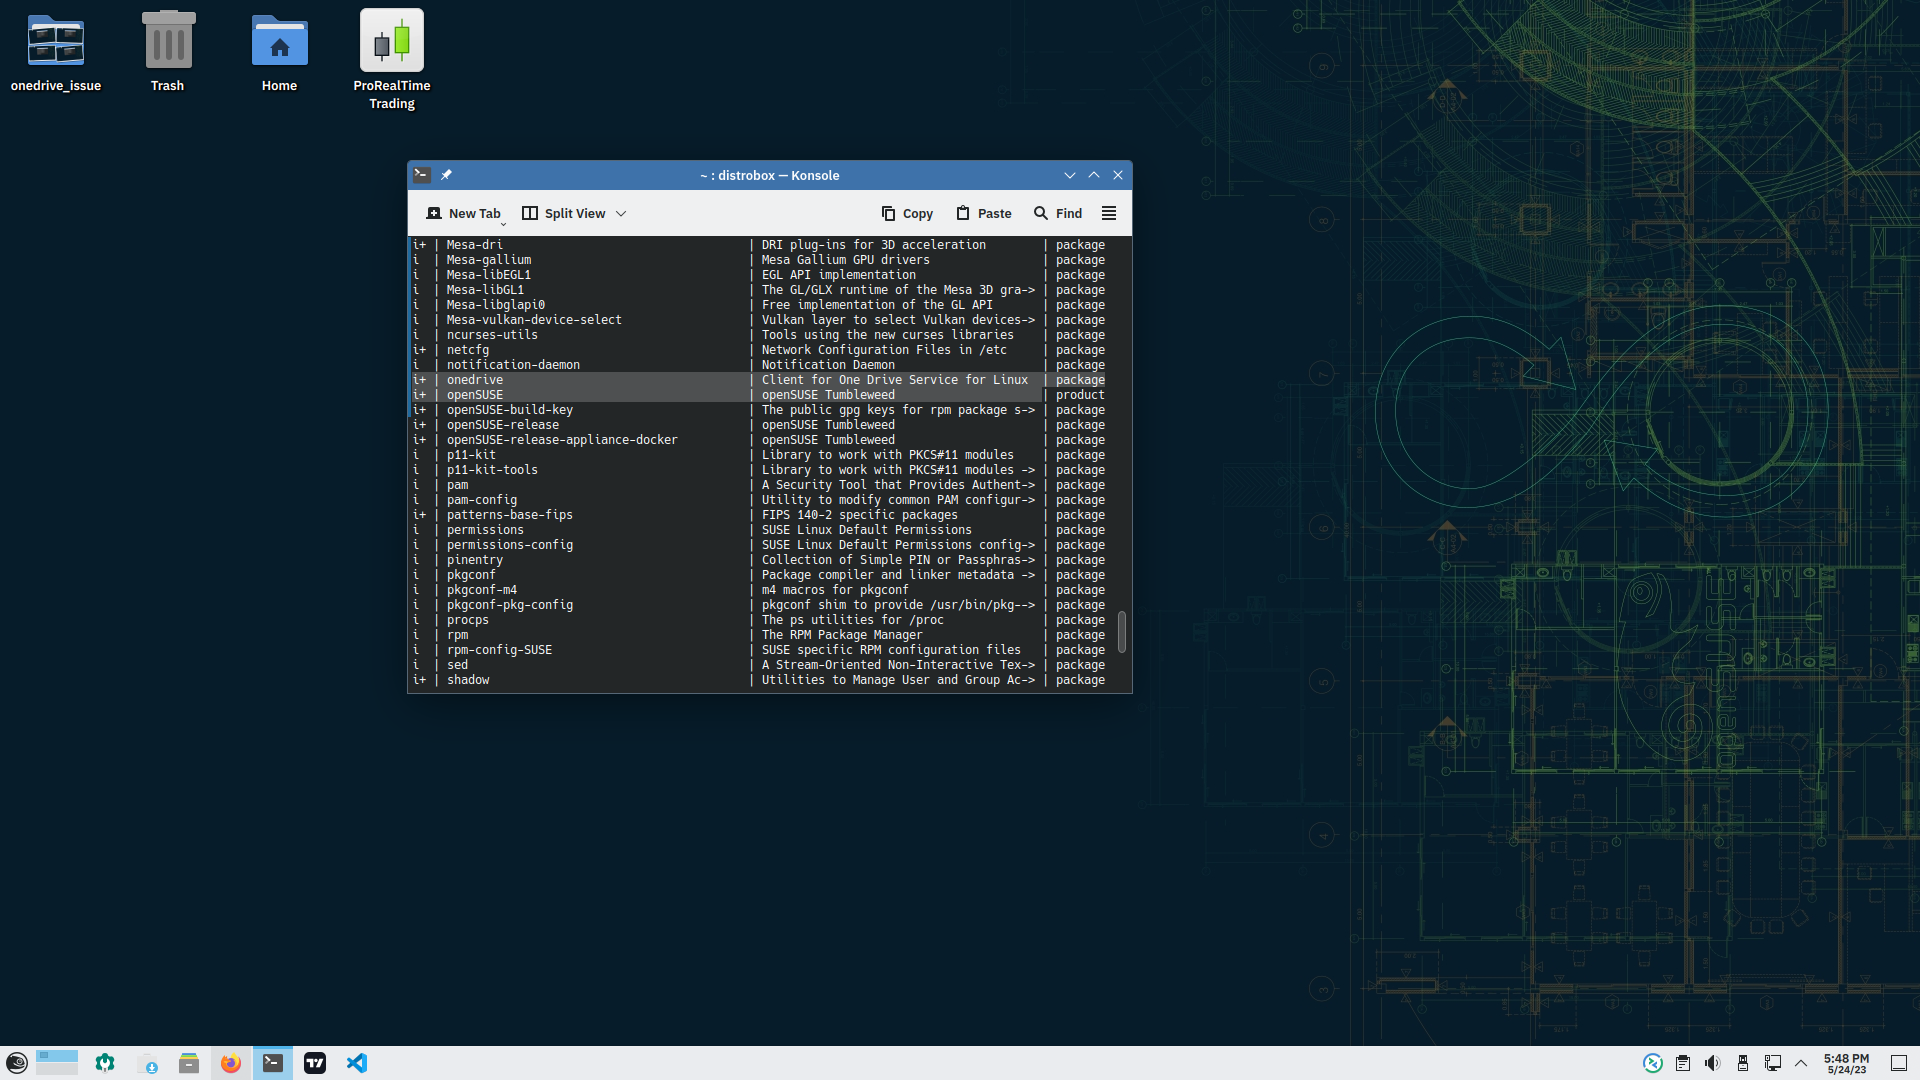 onedrive_issue
Trash
Home
ProRealTime
Trading
~ : distrobox — Konsole
New Tab
Split View
Copy
Paste
Find
i+ | Mesa-dri | DRI plug-ins for 3D acceleration | package
i | Mesa-gallium | Mesa Gallium GPU drivers | package
i | Mesa-libEGL1 | EGL API implementation | package
i | Mesa-libGL1 | The GL/GLX runtime of the Mesa 3D gra-> | package
i | Mesa-libglapi0 | Free implementation of the GL API | package
i | Mesa-vulkan-device-select | Vulkan layer to select Vulkan devices-> | package
i | ncurses-utils | Tools using the new curses libraries | package
i+ | netcfg | Network Configuration Files in /etc | package
i | notification-daemon | Notification Daemon | package
i+ | onedrive | Client for One Drive Service for Linux | package
i+ | openSUSE | openSUSE Tumbleweed | product
i+ | openSUSE-build-key | The public gpg keys for rpm package s-> | package
i+ | openSUSE-release | openSUSE Tumbleweed | package
i+ | openSUSE-release-appliance-docker | openSUSE Tumbleweed | package
i | p11-kit | Library to work with PKCS#11 modules | package
i | p11-kit-tools | Library to work with PKCS#11 modules -> | package
i | pam | A Security Tool that Provides Authent-> | package
i | pam-config | Utility to modify common PAM configur-> | package
i+ | patterns-base-fips | FIPS 140-2 specific packages | package
i | permissions | SUSE Linux Default Permissions | package
i | permissions-config | SUSE Linux Default Permissions config-> | package
i | pinentry | Collection of Simple PIN or Passphras-> | package
i | pkgconf | Package compiler and linker metadata -> | package
i | pkgconf-m4 | m4 macros for pkgconf | package
i | pkgconf-pkg-config | pkgconf shim to provide /usr/bin/pkg--> | package
i | procps | The ps utilities for /proc | package
i | rpm | The RPM Package Manager | package
i | rpm-config-SUSE | SUSE specific RPM configuration files | package
i | sed | A Stream-Oriented Non-Interactive Tex-> | package
i+ | shadow | Utilities to Manage User and Group Ac-> | package
9
8
7
6
5
4
3
openSUSE
5:48 PM
5/24/23